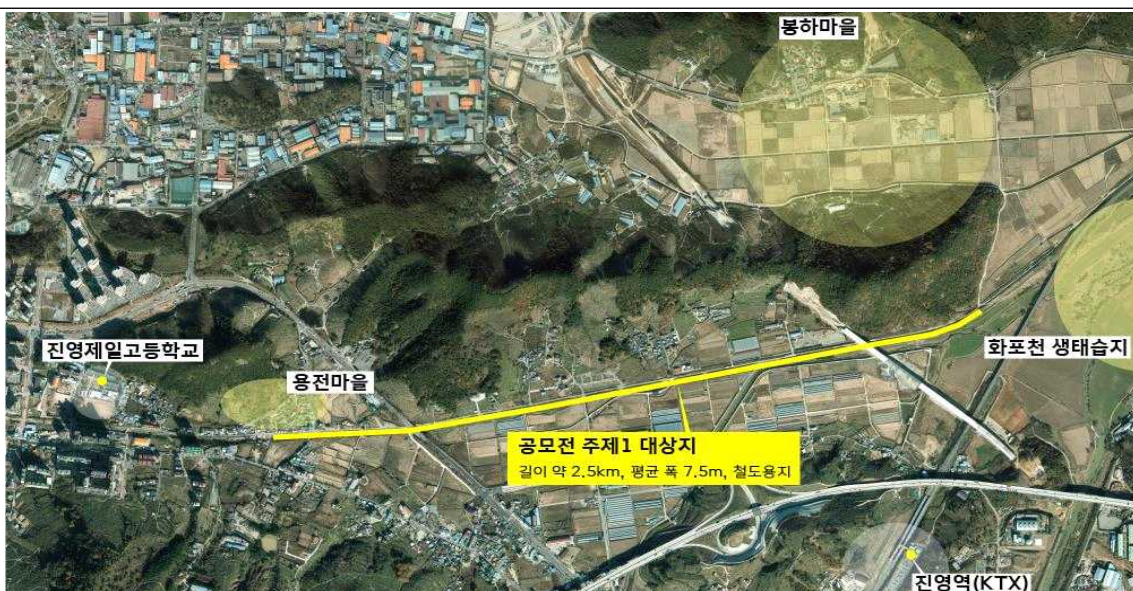 봉하마을
진영제일고등학교
용전마을
화포천 생태습지
공모전 주제1 대상지
길이 약 2.5km, 평균 폭 7.5m, 철도용지
진영역(KTX)